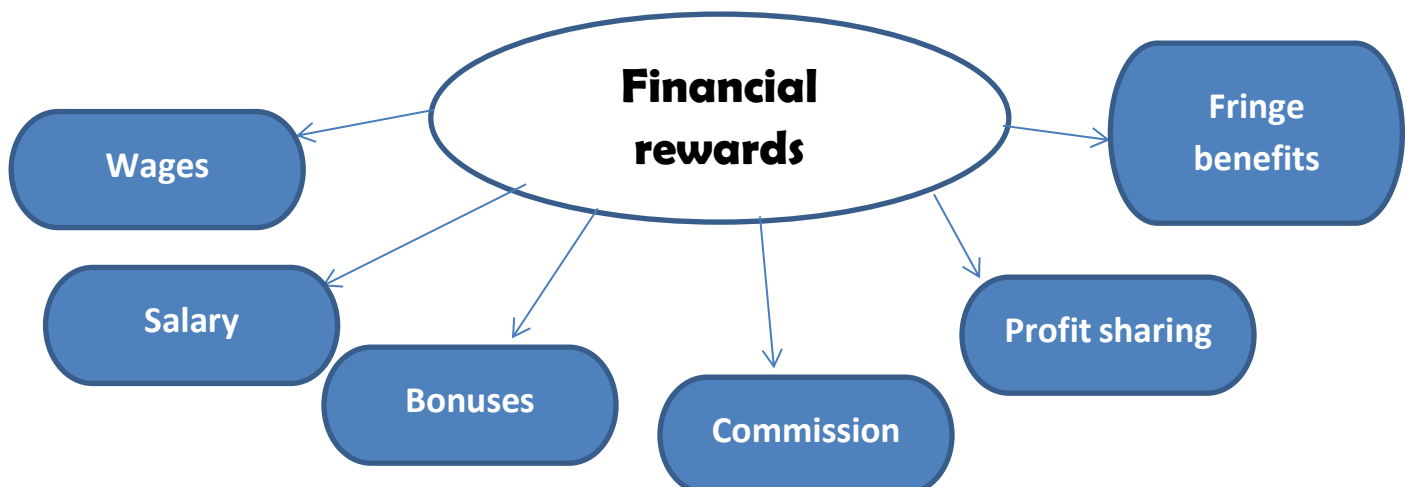 Financial
rewards
Fringe
benefits
Wages
Salary
Profit sharing
Bonuses
Commission